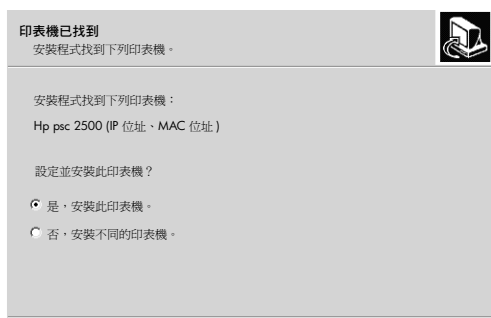 印表機已找到
安裝程式找到下列印表機。
安裝程式找到下列印表機：
Hp psc 2500 (IP 位址、MAC 位址 )
設定並安裝此印表機？
是，安裝此印表機。
否，安裝不同的印表機。